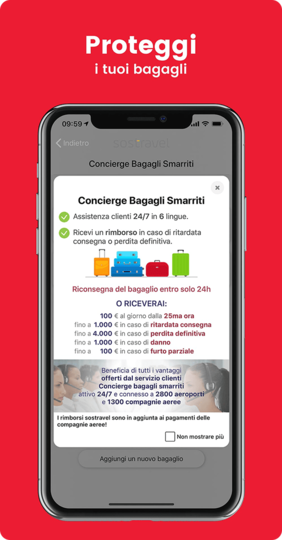 Proteggi
i tuoi bagagli
09:59
Indietro
sostravel
Concierge Bagagli Smarriti
Concierge Bagagli Smarriti
Assistenza clienti 24/7 in 6 lingue.
Ricevi un rimborso in caso di ritardata
consegna o perdita definitiva.
Riconsegna del bagaglio entro solo 24h
O RICEVERAI:
100 € al giorno dalla 25ma ora
fino a 1.000 € in caso di ritardata consegna
fino a 4.000 € in caso di perdita definitiva
fino a 1.000 € in caso di danno
fino a 100 € in caso di furto parziale
Beneficia di tutti i vantaggi
offerti dal servizio clienti
Concierge bagagli smarriti
attivo 24/7 e connesso a 2800 aeroporti
e 1300 compagnie aeree
I rimborsi sostravel sono in aggiunta ai pagamenti delle
compagnie aeree!
Non mostrare più
Aggiungi un nuovo bagaglio